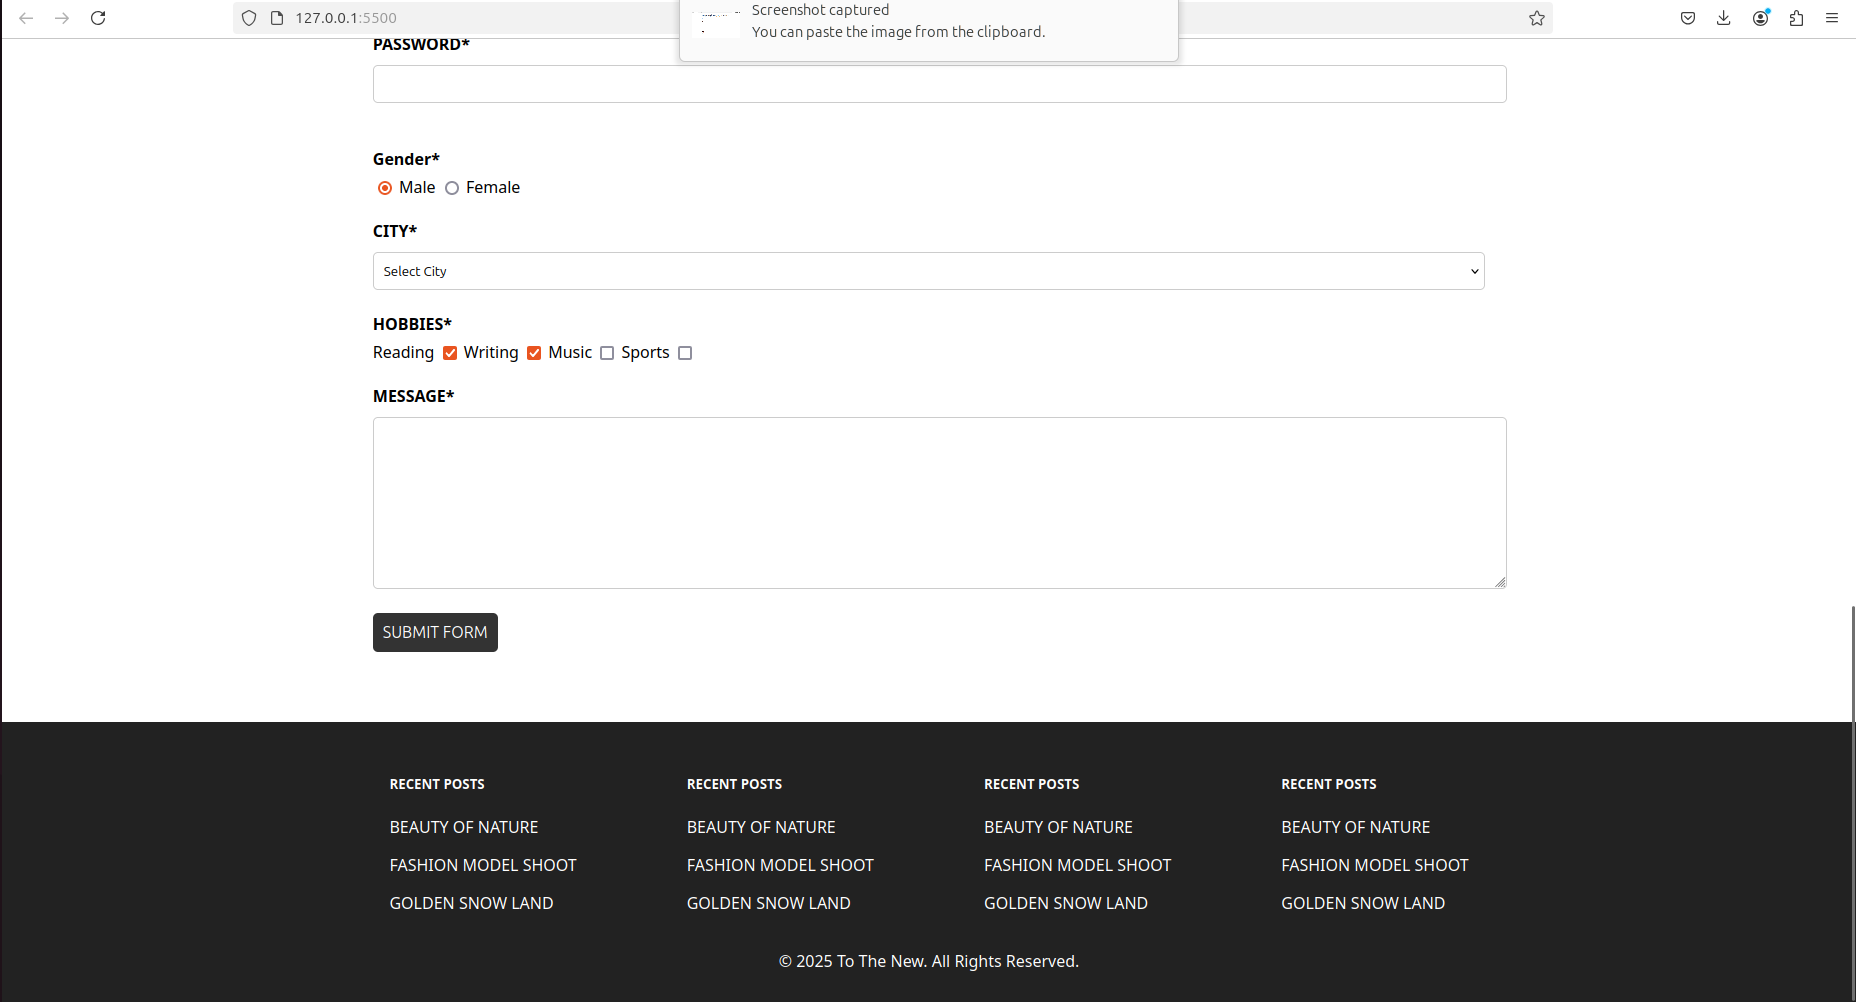 127.0.0.1:5500
Screenshot captured
You can paste the image from the clipboard.
PASSWORD*
Gender*
Male Female
CITY*
Select City
HOBBIES*
Reading Writing Music Sports
MESSAGE*
SUBMIT FORM
RECENT POSTS RECENT POSTS RECENT POSTS RECENT POSTS
BEAUTY OF NATURE BEAUTY OF NATURE BEAUTY OF NATURE BEAUTY OF NATURE
FASHION MODEL SHOOT FASHION MODEL SHOOT FASHION MODEL SHOOT FASHION MODEL SHOOT
GOLDEN SNOW LAND GOLDEN SNOW LAND GOLDEN SNOW LAND GOLDEN SNOW LAND
© 2025 To The New. All Rights Reserved.